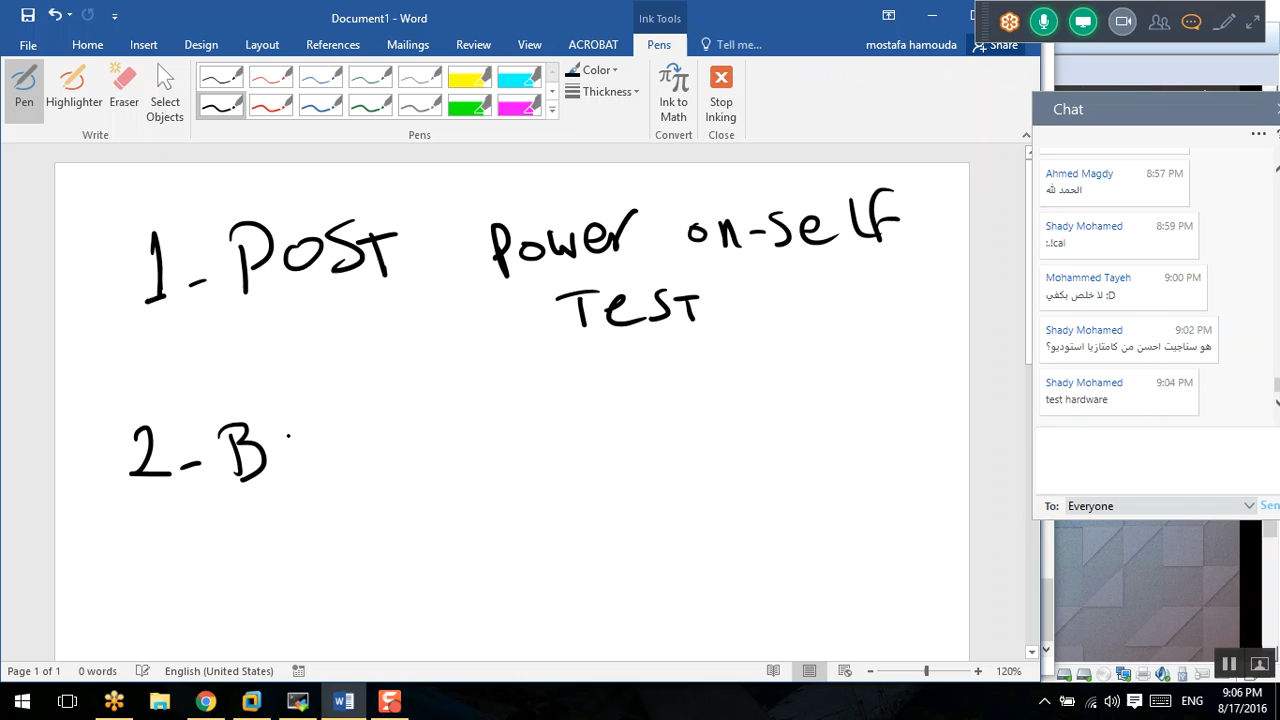 Document1 - Word
Ink Tools
File
Home
Insert
Design
Layout
References
Mailings
Review
View
ACROBAT
Pens
Tell me...
mostafa hamouda
Share
Pen
Highlighter
Eraser
Select Objects
Color
Thickness
Ink to Math
Stop Inking
Write
Pens
Convert
Close
1- POST Power on-self
TEST
2- B
Chat
Ahmed Magdy 8:57 PM
الحمد لله
Shady Mohamed 8:59 PM
:.!cal
Mohammed Tayeh 9:00 PM
لا خلص بكفي :D
Shady Mohamed 9:02 PM
هو سناجيت احسن من كامتازيا استوديو؟
Shady Mohamed 9:04 PM
test hardware
To: Everyone
Sen
Page 1 of 1
0 words
English (United States)
120%
ENG
9:06 PM
8/17/2016